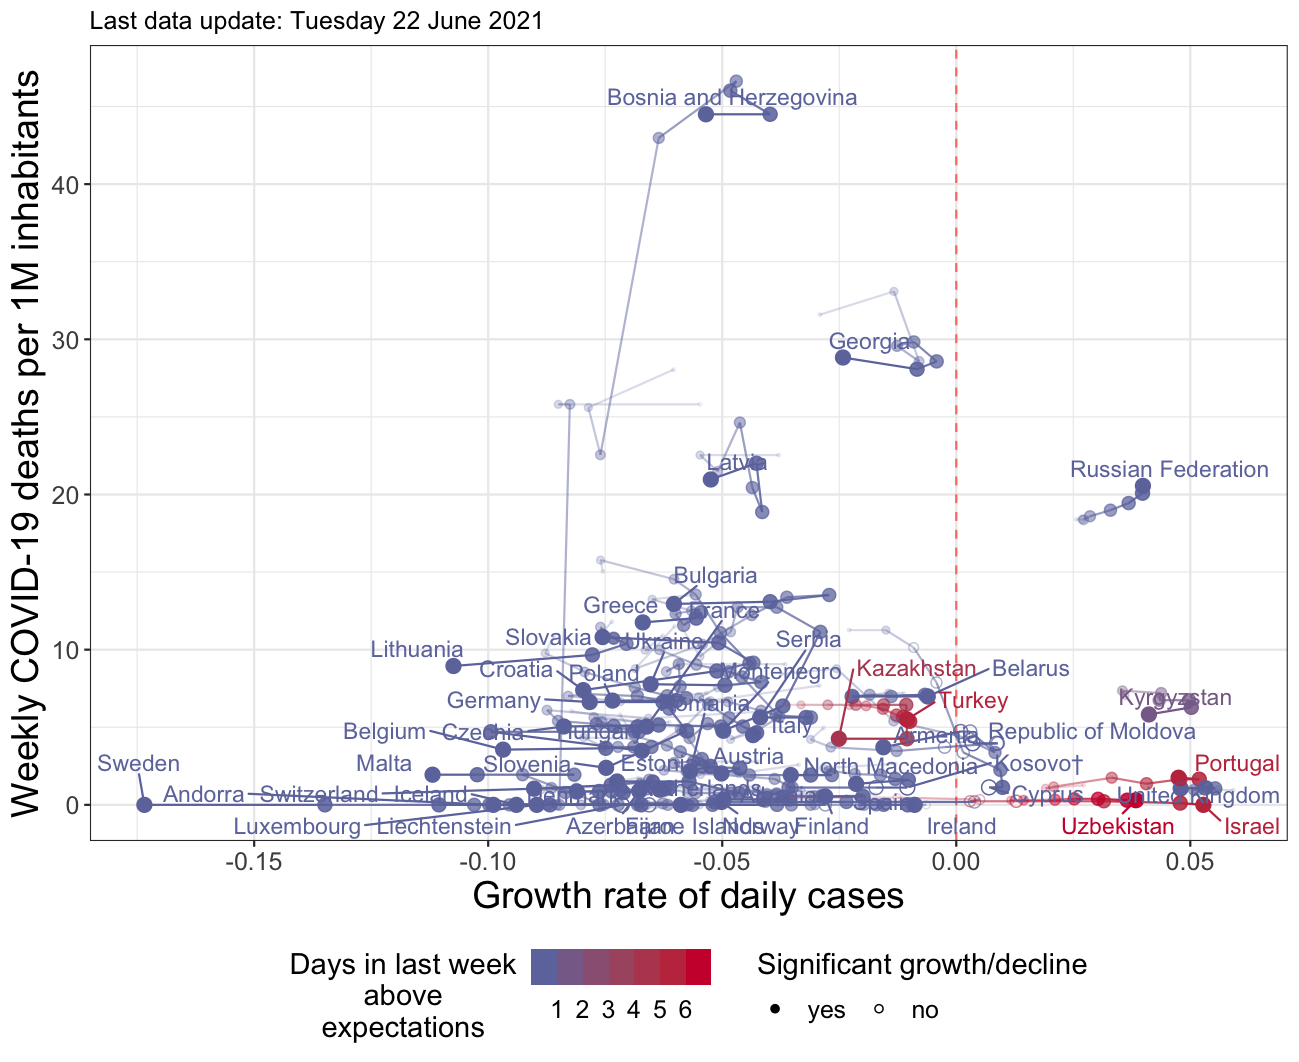 Last data update: Tuesday 22 June 2021
Weekly COVID-19 deaths per 1M inhabitants
40
30
20
10
0
Bosnia and Herzegovina
Georgia
Latvia
Russian Federation
Bulgaria
Greece
France
Slovakia
Ukraine
Serbia
Lithuania
Croatia
Poland
Montenegro
Kazakhstan
Belarus
Germany
Romania
Turkey
Kyrgyzstan
Belgium
Czechia
Hungary
Italy
Armenia
Republic of Moldova
Sweden
Malta
Slovenia
Estonia
Austria
North Macedonia
Kosovo†
Portugal
Andorra
Switzerland
Iceland
Spain
Cyprus
United Kingdom
Luxembourg
Liechtenstein
Azerbaijan
Faroe Islands
Norway
Finland
Ireland
Uzbekistan
Israel
-0.15
-0.10
-0.05
0.00
0.05
Growth rate of daily cases
Days in last week
above
expectations
1 2 3 4 5 6
Significant growth/decline
yes
no